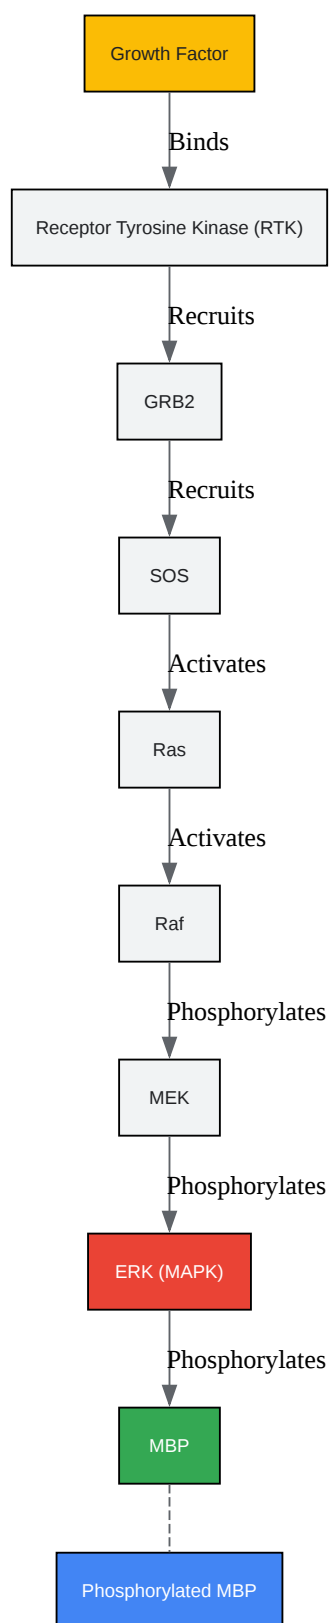 Growth Factor
Binds
Receptor Tyrosine Kinase (RTK)
Recruits
GRB2
Recruits
SOS
Activates
Ras
Activates
Raf
Phosphorylates
MEK
Phosphorylates
ERK (MAPK)
Phosphorylates
MBP
Phosphorylated MBP